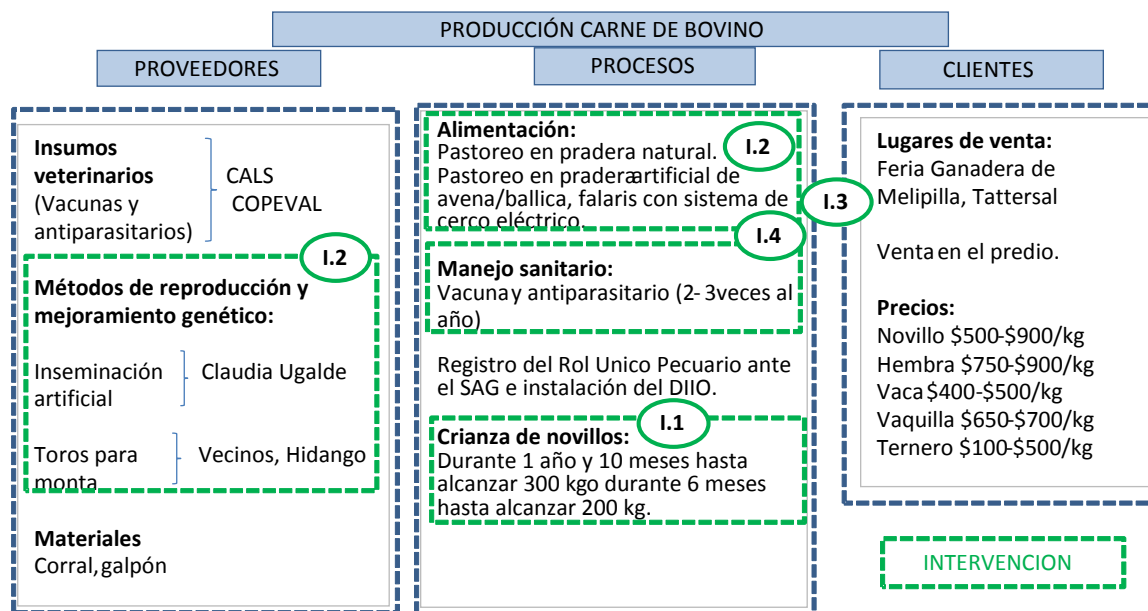 PRODUCCIÓN CARNE DE BOVINO
PROVEEDORES
Insumos
veterinarios
(Vacunas y
antiparasitarios)
CALS
COPEVAL
I.2
Métodos de reproducción y
mejoramiento genético:
Inseminación
artificial
Claudia Ugalde
Toros para
monta
Vecinos, Hidango
Materiales
Corral,galpón
PROCESOS
Alimentación:
I.2
Pastoreo en pradera natural.
Pastoreo en praderaartificial de
avena/ballica, falaris con sistema de
cerco eléctrico.
I.3
I.4
Manejo sanitario:
Vacunay antiparasitario (2- 3veces al
año)
Registro del Rol Unico Pecuario ante
el SAG e instalación del DIIO.
I.1
Crianza de novillos:
Durante 1 año y 10 meses hasta
alcanzar 300 kgo durante 6 meses
hasta alcanzar 200 kg.
CLIENTES
Lugares de venta:
Feria Ganadera de
Melipilla, Tattersal
Venta en el predio.
Precios:
Novillo $500-$900/kg
Hembra $750-$900/kg
Vaca $400-$500/kg
Vaquilla $650-$700/kg
Ternero $100-$500/kg
INTERVENCION